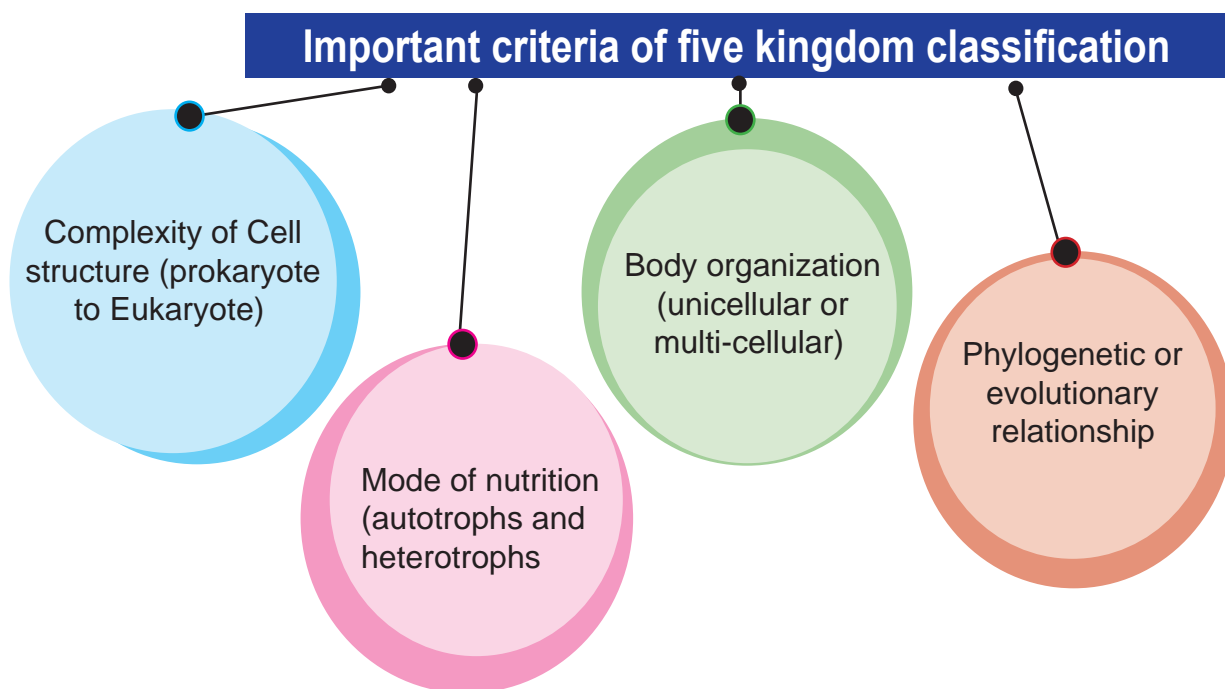 Important criteria of five kingdom classification
Complexity of Cell
structure (prokaryote
to Eukaryote)
Mode of nutrition
(autotrophs and
heterotrophs
Body organization
(unicellular or
multi-cellular)
Phylogenetic or
evolutionary
relationship